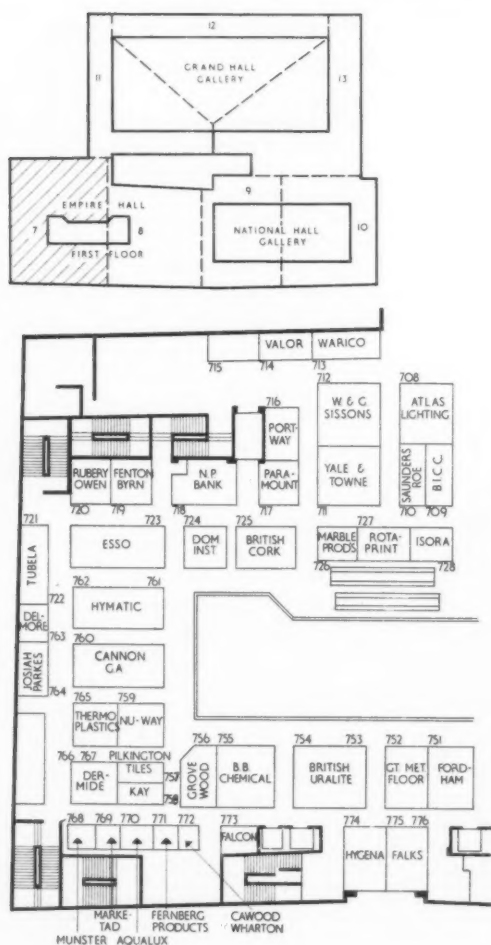 12
11
GRAND HALL
GALLERY
13
9
EMPIRE HALL
7
8
NATIONAL HALL
GALLERY
10
FIRST FLOOR
VALOR
WARICO
715
714
713
712
708
716
W. & G.
SISSONS
ATLAS
LIGHTING
PORT-
WAY
RUBERY
OWEN
FENTON
BYRN
N.P.
BANK
PARA-
MOUNT
YALE &
TOWNE
SAUNDERS
ROE
B.I.C.C.
720
719
718
717
711
710
709
721
723
724
725
727
TUBELA
ESSO
DOM
INST
BRITISH
CORK
MARBLE
PROD'S
ROTA-
PRINT
ISORA
726
728
722
762
761
DEL-
MORE
HYMATIC
763
760
JOSIAH
PARKES
CANNON
G.A
764
765
759
THERMO
PLASTICS
NU-WAY
766
767
PILKINGTON
TILES
757
756
755
754
753
752
751
DER-
MIDE
KAY
758
GROVE
WOOD
B.B.
CHEMICAL
BRITISH
URALITE
GT MET
FLOOR
FORD-
HAM
768
769
770
771
772
773
774
775
776
FALCON
HYGENA
FALKS
MARKE-
TAD
FERNBERG
PRODUCTS
CAWOOD
WHARTON
MUNSTER
AQUALUX